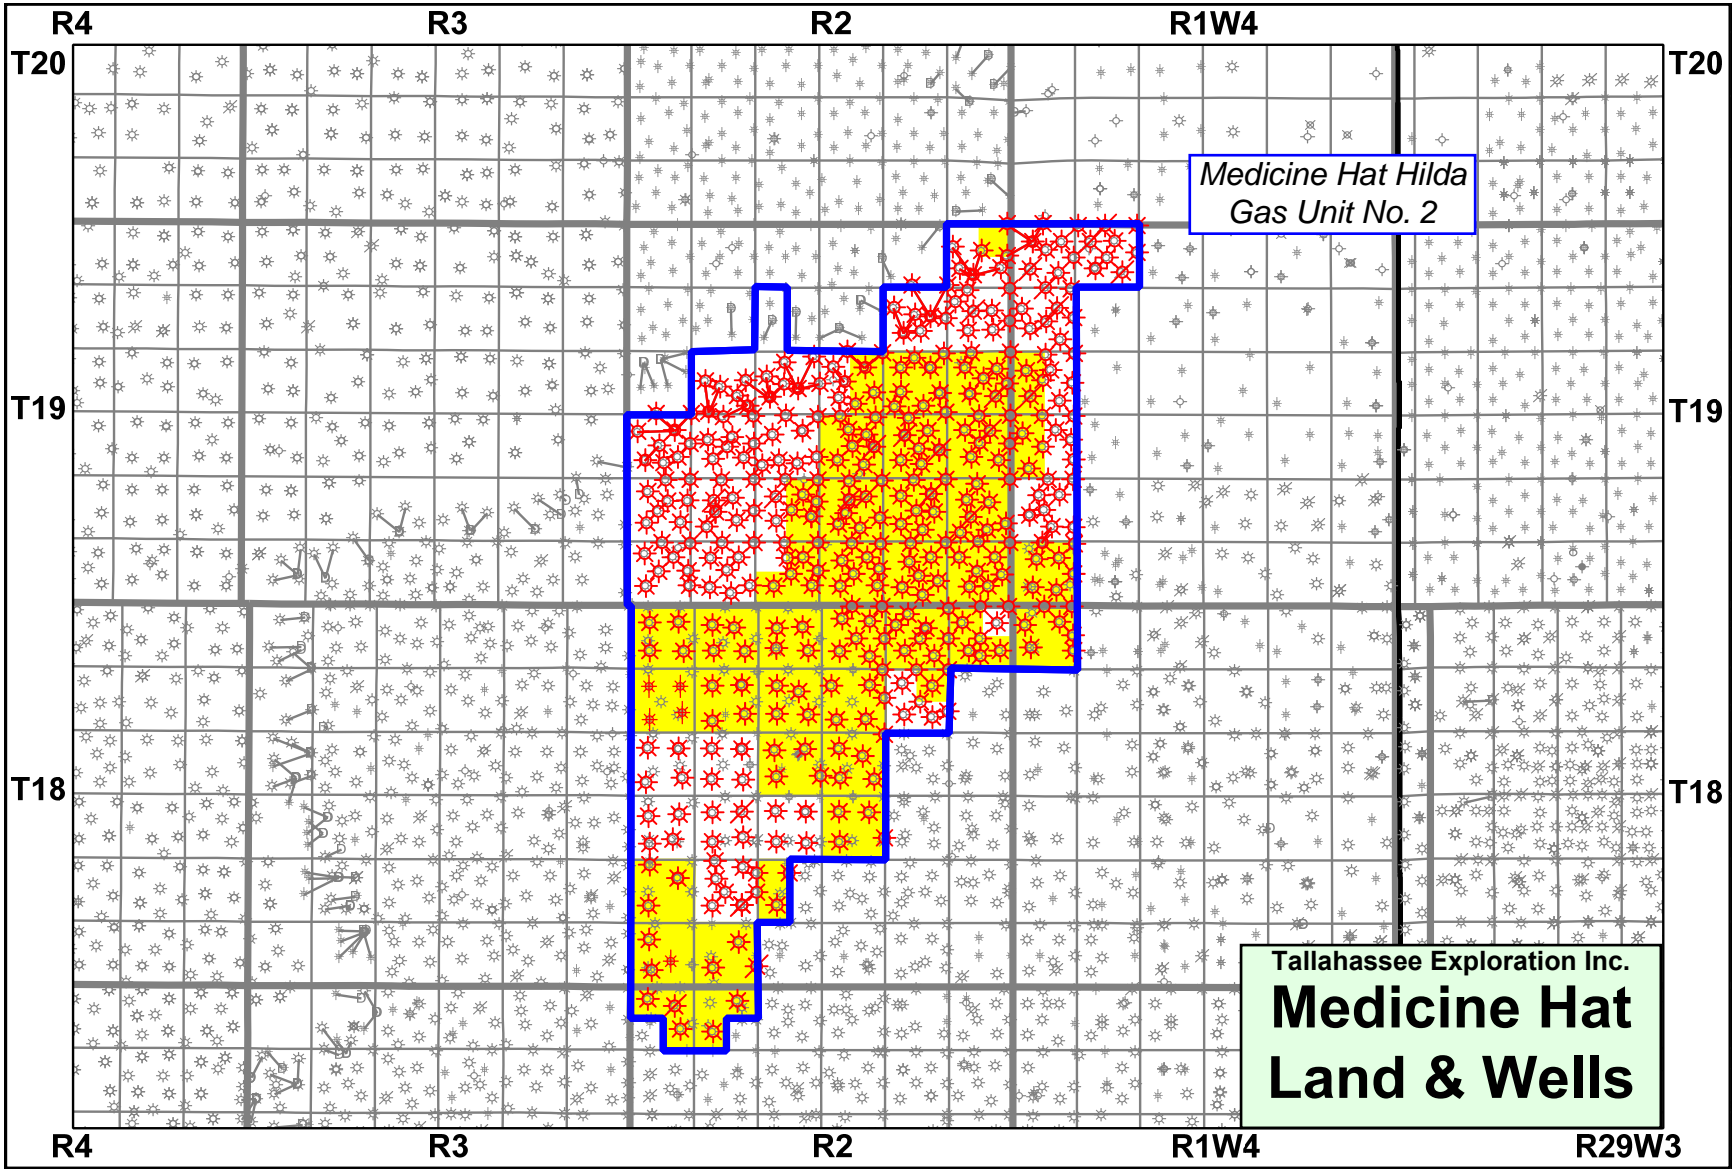 R4 R3 R2 R1W4
T20 T20
Medicine Hat Hilda
Gas Unit No. 2
T19 T19
T18 T18
Tallahassee Exploration Inc.
Medicine Hat
Land & Wells
R4 R3 R2 R1W4 R29W3